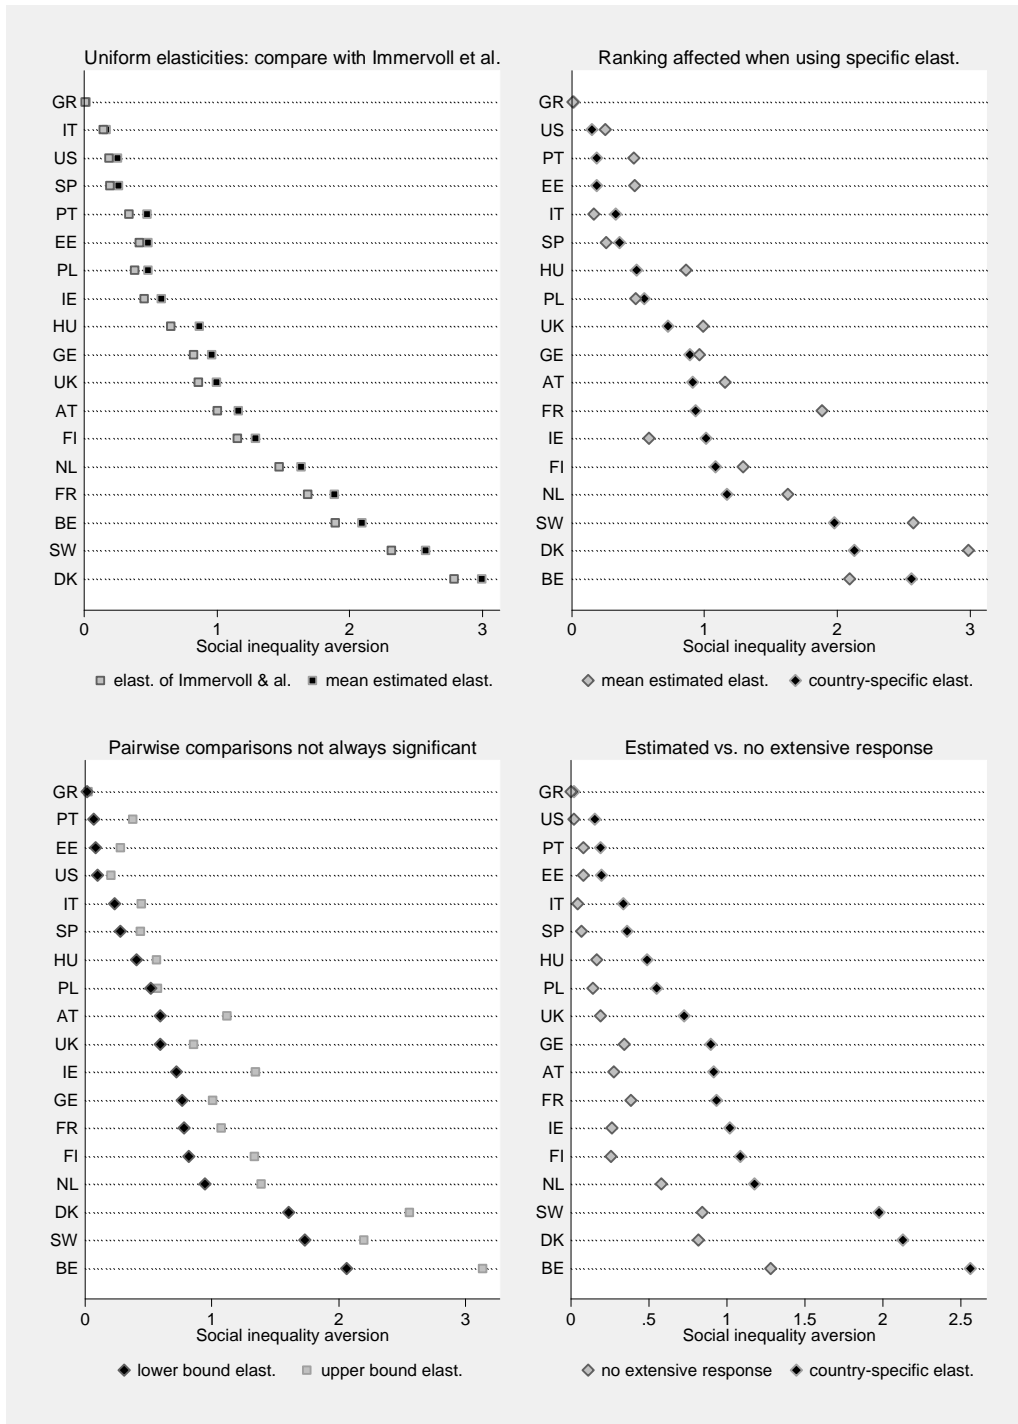 Uniform elasticities: compare with Immervoll et al.
GR
IT
US
SP
PT
EE
PL
IE
HU
GE
UK
AT
FI
NL
FR
BE
SW
DK
0 1 2 3
Social inequality aversion
elast. of Immervoll & al. mean estimated elast.
Ranking affected when using specific elast.
GR
US
PT
EE
IT
SP
HU
PL
UK
GE
AT
FR
IE
FI
NL
SW
DK
BE
0 1 2 3
Social inequality aversion
mean estimated elast. country-specific elast.
Pairwise comparisons not always significant
GR
PT
EE
US
IT
SP
HU
PL
AT
UK
IE
GE
FR
FI
NL
DK
SW
BE
0 1 2 3
Social inequality aversion
lower bound elast. upper bound elast.
Estimated vs. no extensive response
GR
US
PT
EE
IT
SP
HU
PL
UK
GE
AT
FR
IE
FI
NL
SW
DK
BE
0 .5 1 1.5 2 2.5
Social inequality aversion
no extensive response country-specific elast.